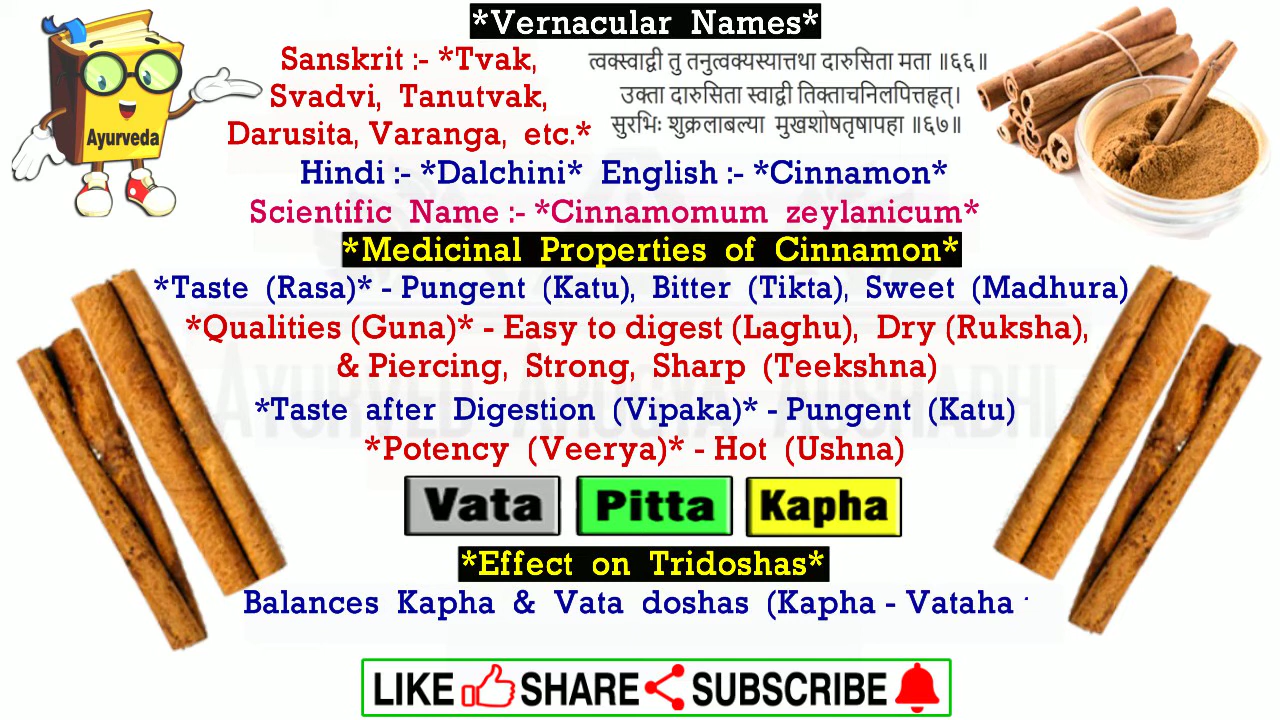 *Vernacular Names*
Sanskrit :- *Tvak,
Svadvi, Tanutvak,
Darusita, Varanga, etc.*
त्वक्स्वाद्वी तु तनुत्वक्यस्यात्तथा दारुसिता मता ॥६६॥
उक्ता दारुसिता स्वाद्वी तिक्ताचनिलपित्तहृत्।
सुरभिः शुक्रलाबल्या मुखशोषतृषापहा ॥६७॥
Ayurveda
Hindi :- *Dalchini* English :- *Cinnamon*
Scientific Name :- *Cinnamomum zeylanicum*
*Medicinal Properties of Cinnamon*
*Taste (Rasa)* - Pungent (Katu), Bitter (Tikta), Sweet (Madhura)
*Qualities (Guna)* - Easy to digest (Laghu), Dry (Ruksha),
& Piercing, Strong, Sharp (Teekshna)
AYURVED AROGYA AUSHADHI
*Taste after Digestion (Vipaka)* - Pungent (Katu)
*Potency (Veerya)* - Hot (Ushna)
Vata Pitta Kapha
*Effect on Tridoshas*
Balances Kapha & Vata doshas (Kapha - Vataha
LIKE SHARE SUBSCRIBE